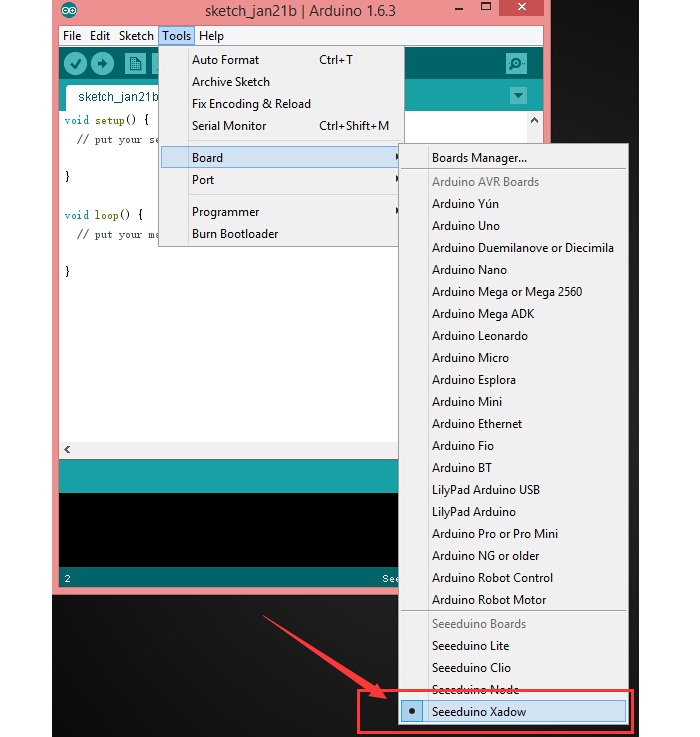 sketch_jan21b | Arduino 1.6.3
File Edit Sketch Tools Help
sketch_jan21b
void setup() {
// put your se
}
void loop() {
// put your ma
}
Auto Format Ctrl+T
Archive Sketch
Fix Encoding & Reload
Serial Monitor Ctrl+Shift+M
Board
Port
Programmer
Burn Bootloader
Boards Manager...
Arduino AVR Boards
Arduino Yún
Arduino Uno
Arduino Duemilanove or Diecimila
Arduino Nano
Arduino Mega or Mega 2560
Arduino Mega ADK
Arduino Leonardo
Arduino Micro
Arduino Esplora
Arduino Mini
Arduino Ethernet
Arduino Fio
Arduino BT
LilyPad Arduino USB
LilyPad Arduino
Arduino Pro or Pro Mini
Arduino NG or older
Arduino Robot Control
Arduino Robot Motor
Seeeduino Boards
Seeeduino Lite
Seeeduino Clio
Seeeduino Node
Seeeduino Xadow
2 See